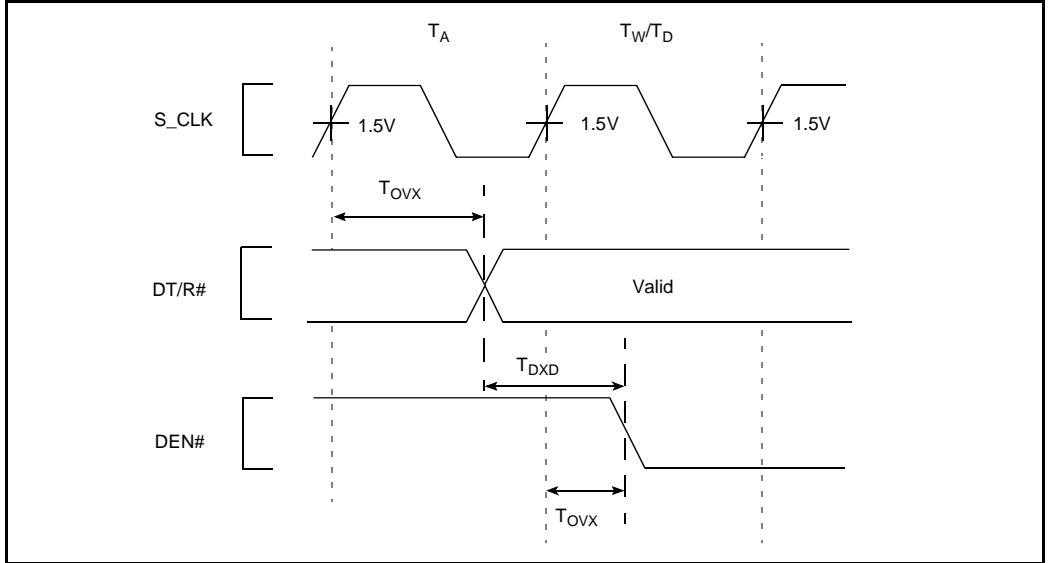 T_A T_W/T_D
S_CLK
1.5V 1.5V 1.5V
T_OVX
DT/R# Valid
T_DXD
DEN#
T_OVX